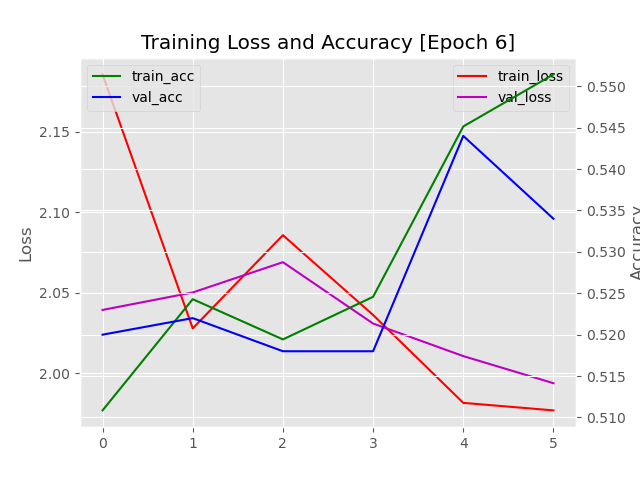 Training Loss and Accuracy [Epoch 6]
train_acc
val_acc
train_loss
val_loss
2.15
2.10
2.05
2.00
Loss
0.550
0.545
0.540
0.535
0.530
0.525
0.520
0.515
0.510
Accuracy
0 1 2 3 4 5